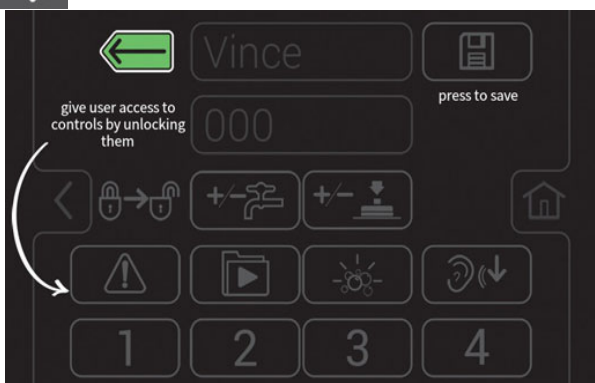 Vince
press to save
give user access to
controls by unlocking
them
000
+/-
+/-
1
2
3
4